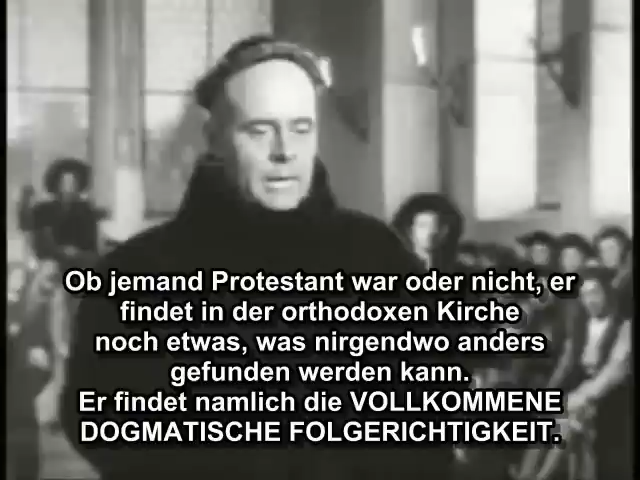 Ob jemand Protestant war oder nicht, er
findet in der orthodoxen Kirche
noch etwas, was nirgendwo anders
gefunden werden kann.
Er findet namlich die VOLLKOMMENE
DOGMATISCHE FOLGERICHTIGKEIT.